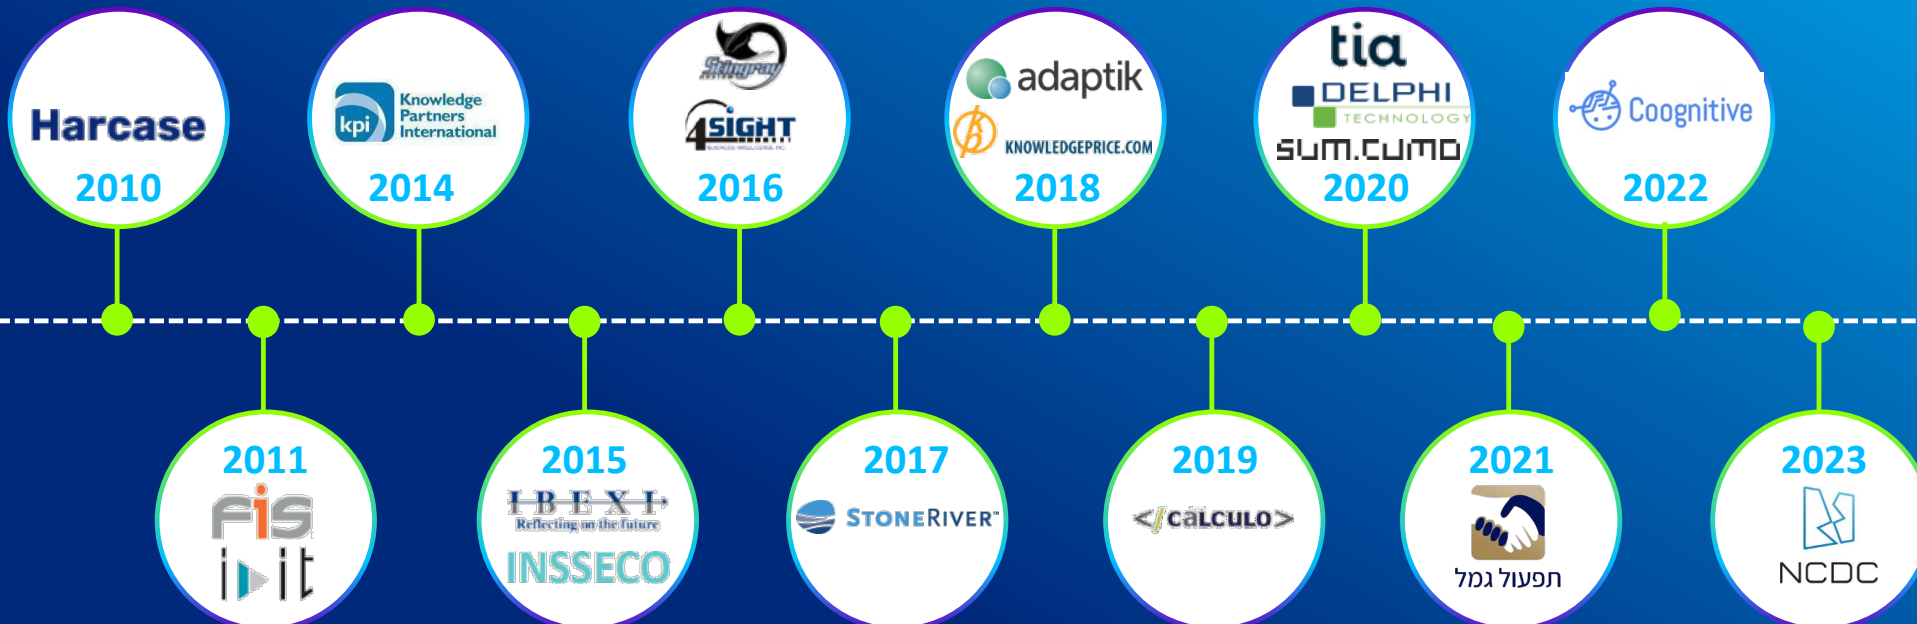 Harcase
2010
kpi
Knowledge
Partners
International
2014
Stingray
4SIGHT
2016
adaptik
KNOWLEDGEPRICE.COM
2018
tia
DELPHI
TECHNOLOGY
sum.cumo
2020
Coognitive
2022
2011
FIS
idit
2015
IBEXI
Reflecting on the future
INSSECO
2017
STONERIVER™
2019
</CALCULO>
2021
תפעול גמל
2023
NCDC